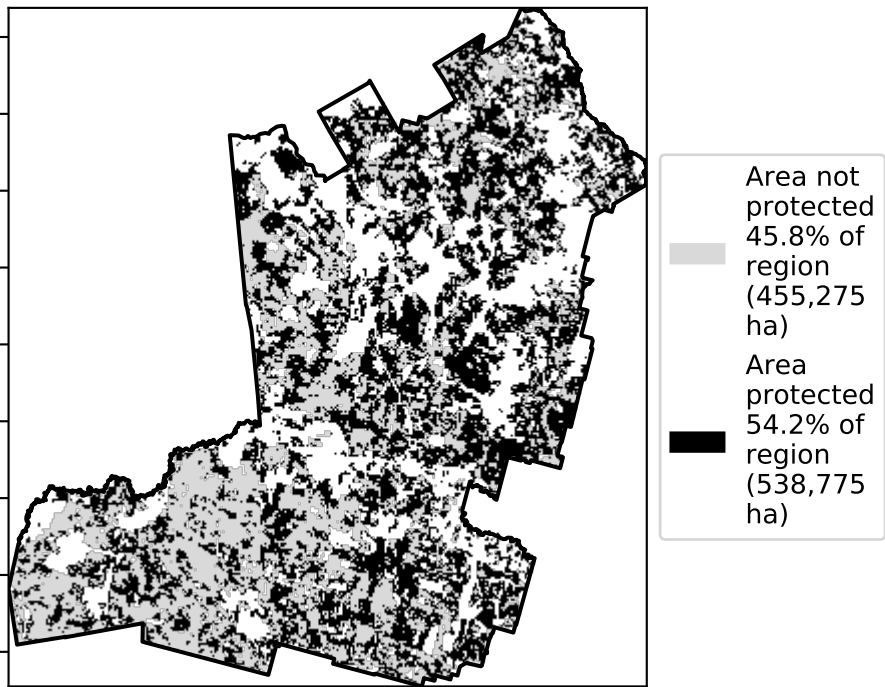 Area not
protected
45.8% of
region
(455,275
ha)
Area
protected
54.2% of
region
(538,775
ha)